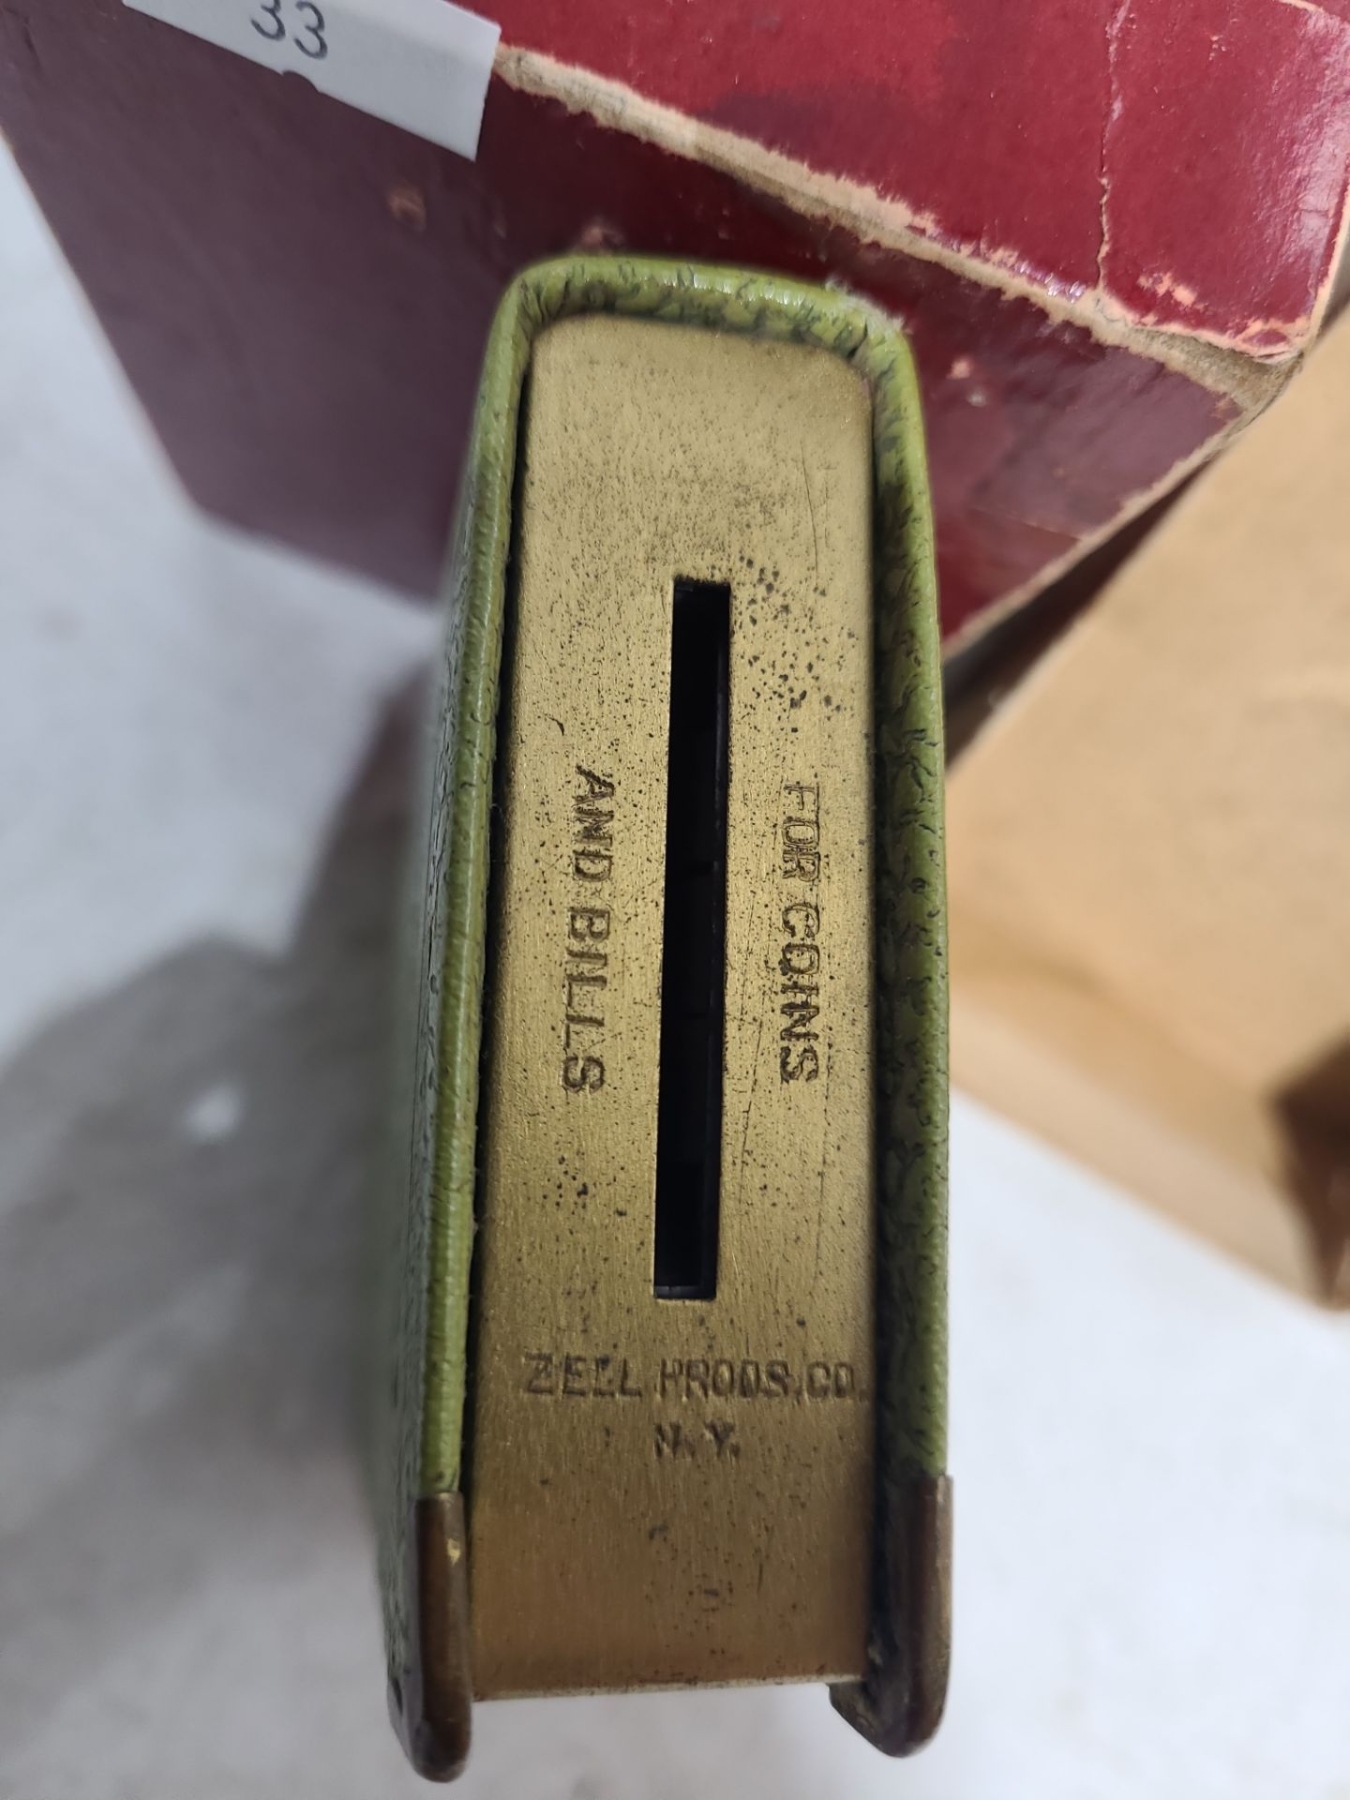 33
FOR COINS
AND BILLS
ZELL PRODS. CO.
N. Y.